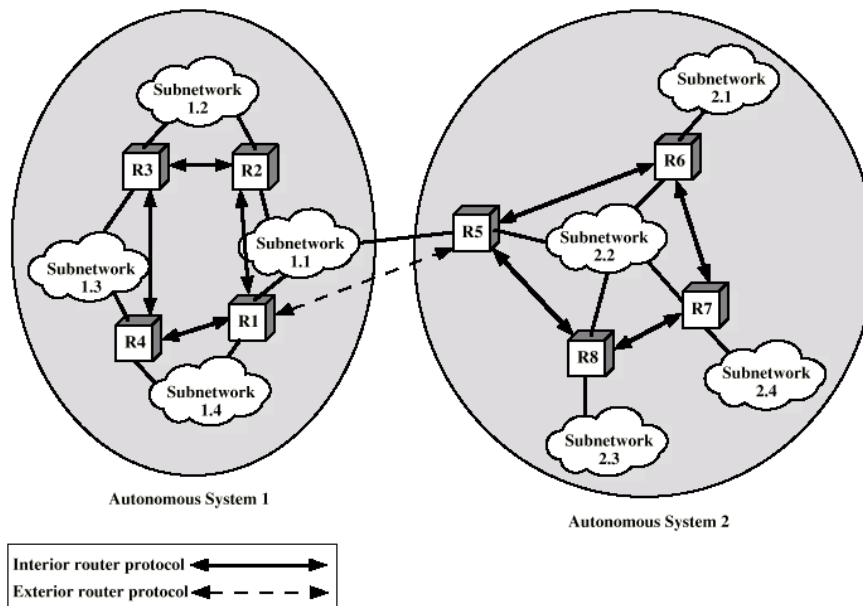 Subnetwork
1.2
R3
R2
Subnetwork
1.1
Subnetwork
1.3
R4
R1
Subnetwork
1.4
Autonomous System 1
Subnetwork
2.1
R6
R5
Subnetwork
2.2
R7
R8
Subnetwork
2.4
Subnetwork
2.3
Autonomous System 2
Interior router protocol
Exterior router protocol